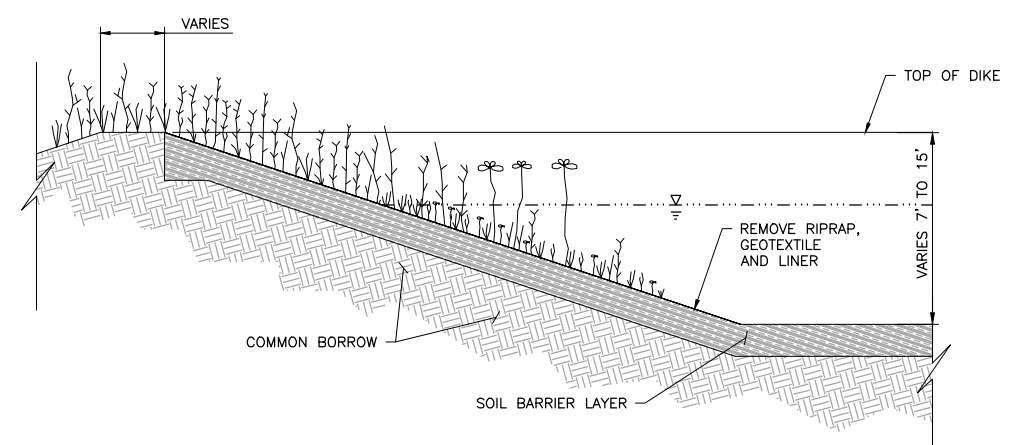 VARIES
TOP OF DIKE
VARIES 7' TO 15'
REMOVE RIPRAP,
GEOTEXTILE
AND LINER
COMMON BORROW
SOIL BARRIER LAYER